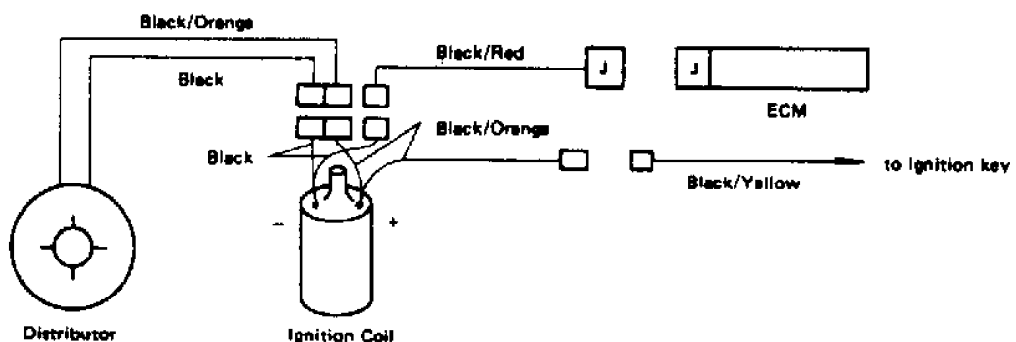 Black/Orange
Black
Black/Red
J
J
ECM
Black/Orange
Black
Black/Yellow
to Ignition key
−
+
Distributor
Ignition Coil